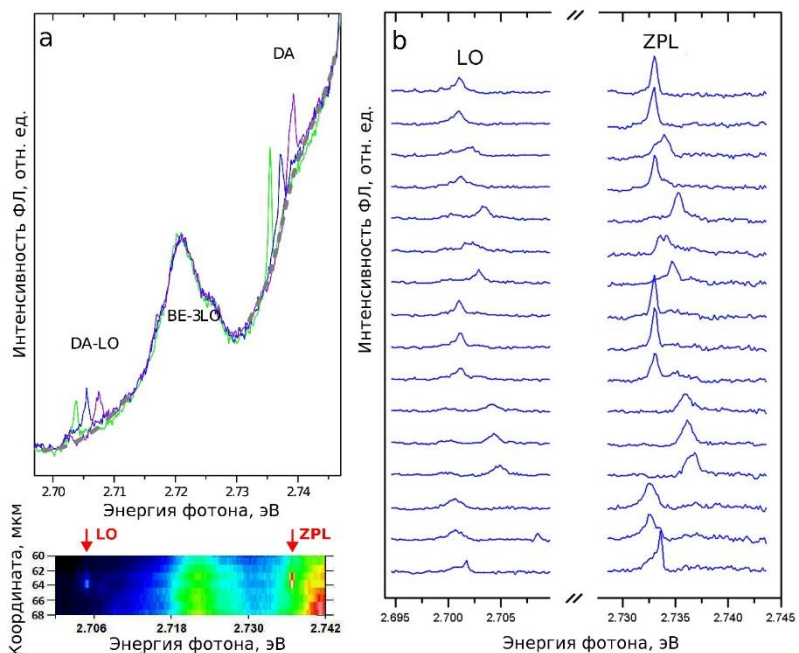 a
DA
BE-3LO
DA-LO
Интенсивность ФЛ, отн. ед.
2.70 2.71 2.72 2.73 2.74
Энергия фотона, эВ
LO
ZPL
Координата, мкм
60
62
64
66
68
2.706 2.718 2.730 2.742
Энергия фотона, эВ
b
LO
ZPL
Интенсивность ФЛ, отн. ед.
2.695 2.700 2.705 2.730 2.735 2.740 2.745
Энергия фотона, эВ